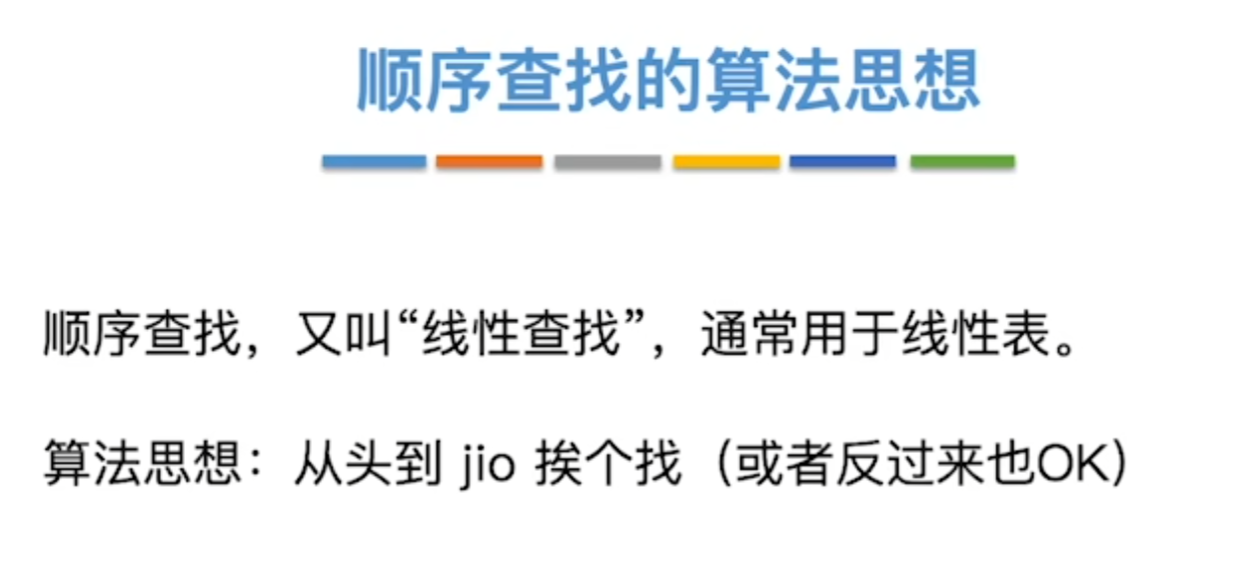 顺序查找的算法思想
顺序查找，又叫“线性查找”，通常用于线性表。
算法思想：从头到 jio 挨个找（或者反过来也OK）